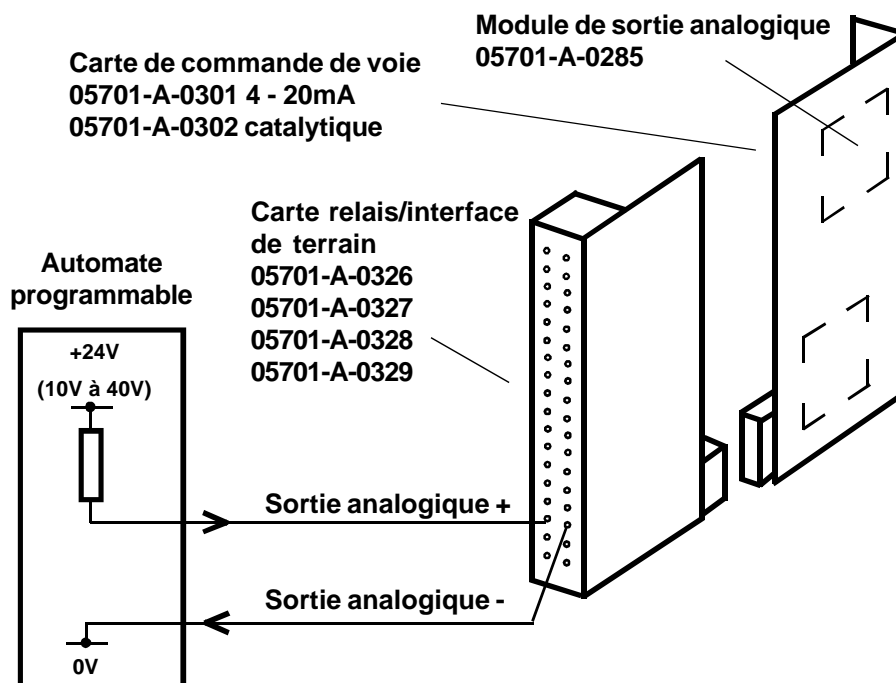 Module de sortie analogique
05701-A-0285
Carte de commande de voie
05701-A-0301 4 - 20mA
05701-A-0302 catalytique
Carte relais/interface
de terrain
05701-A-0326
05701-A-0327
05701-A-0328
05701-A-0329
Automate
programmable
+24V
(10V à 40V)
Sortie analogique +
Sortie analogique -
0V